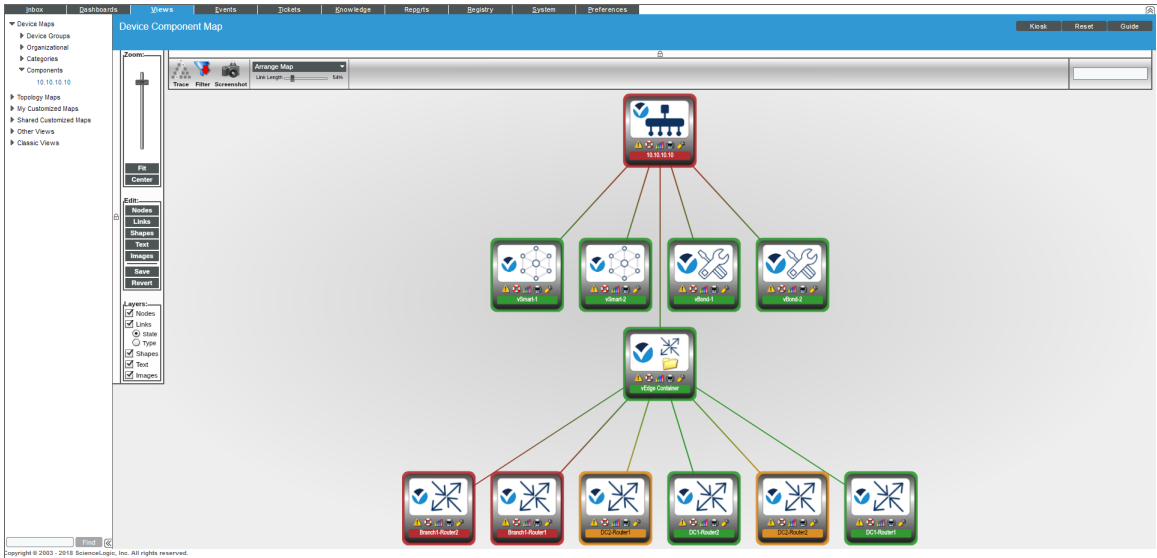 Inbox Dashboards Views Events Tickets Knowledge Reports Registry System Preferences
Device Component Map
Kiosk Reset Guide
Device Maps
Device Groups
Organizational
Categories
Components
10.10.10.10
Topology Maps
My Customized Maps
Shared Customized Maps
Other Views
Classic Views
Zoom:
Fit
Center
Edit:
Nodes
Links
Shapes
Text
Images
Save
Revert
Layers:
Nodes
Links
State
Type
Shapes
Text
Images
Trace Filter Screenshot
Arrange Map
Link Length 54%
10.10.10.10
vSmart-1 vSmart-2 vBond-1 vBond-2
vEdge Container
Branch1-Router2 Branch1-Router1 DC2-Router1 DC1-Router2 DC2-Router2 DC1-Router1
Find
Copyright © 2003 - 2018 ScienceLogic, Inc. All rights reserved.